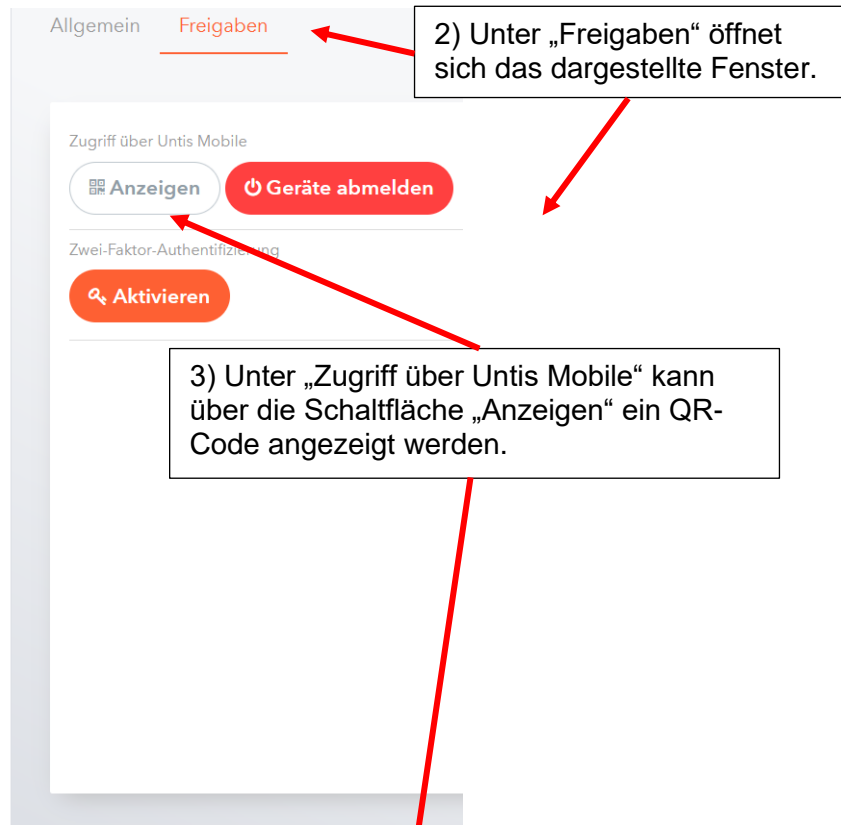 Allgemein Freigaben
2) Unter „Freigaben“ öffnet
sich das dargestellte Fenster.
Zugriff über Untis Mobile
Anzeigen Geräte abmelden
Zwei-Faktor-Authentifizierung
Aktivieren
3) Unter „Zugriff über Untis Mobile“ kann
über die Schaltfläche „Anzeigen“ ein QR-
Code angezeigt werden.